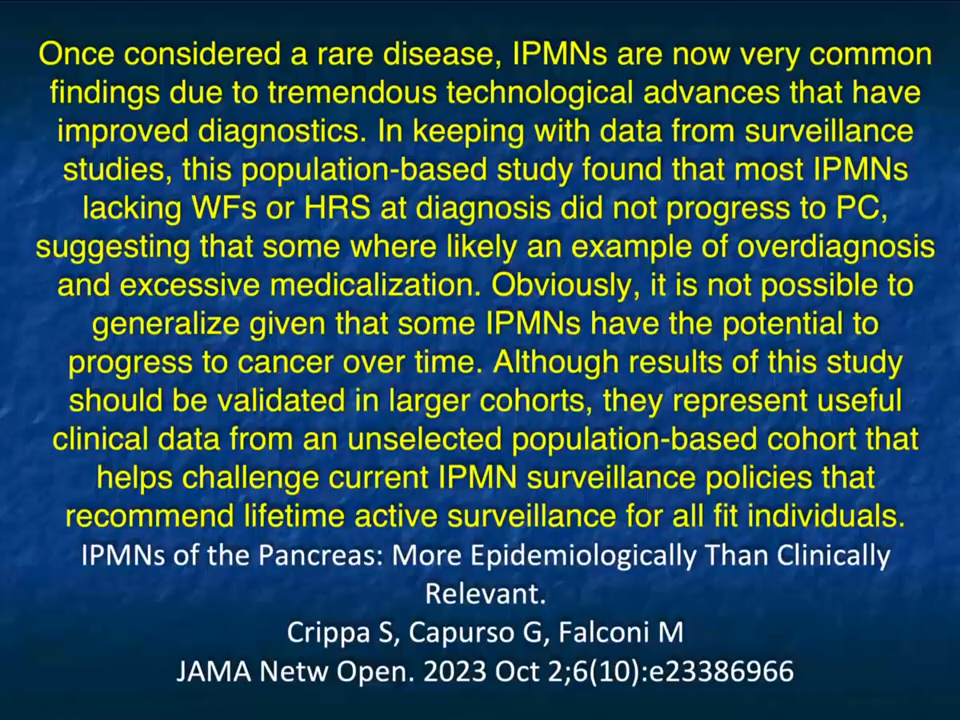 Once considered a rare disease, IPMNs are now very common
findings due to tremendous technological advances that have
improved diagnostics. In keeping with data from surveillance
studies, this population-based study found that most IPMNs
lacking WFs or HRS at diagnosis did not progress to PC,
suggesting that some where likely an example of overdiagnosis
and excessive medicalization. Obviously, it is not possible to
generalize given that some IPMNs have the potential to
progress to cancer over time. Although results of this study
should be validated in larger cohorts, they represent useful
clinical data from an unselected population-based cohort that
helps challenge current IPMN surveillance policies that
recommend lifetime active surveillance for all fit individuals.
IPMNs of the Pancreas: More Epidemiologically Than Clinically
Relevant.
Crippa S, Capurso G, Falconi M
JAMA Netw Open. 2023 Oct 2;6(10):e23386966